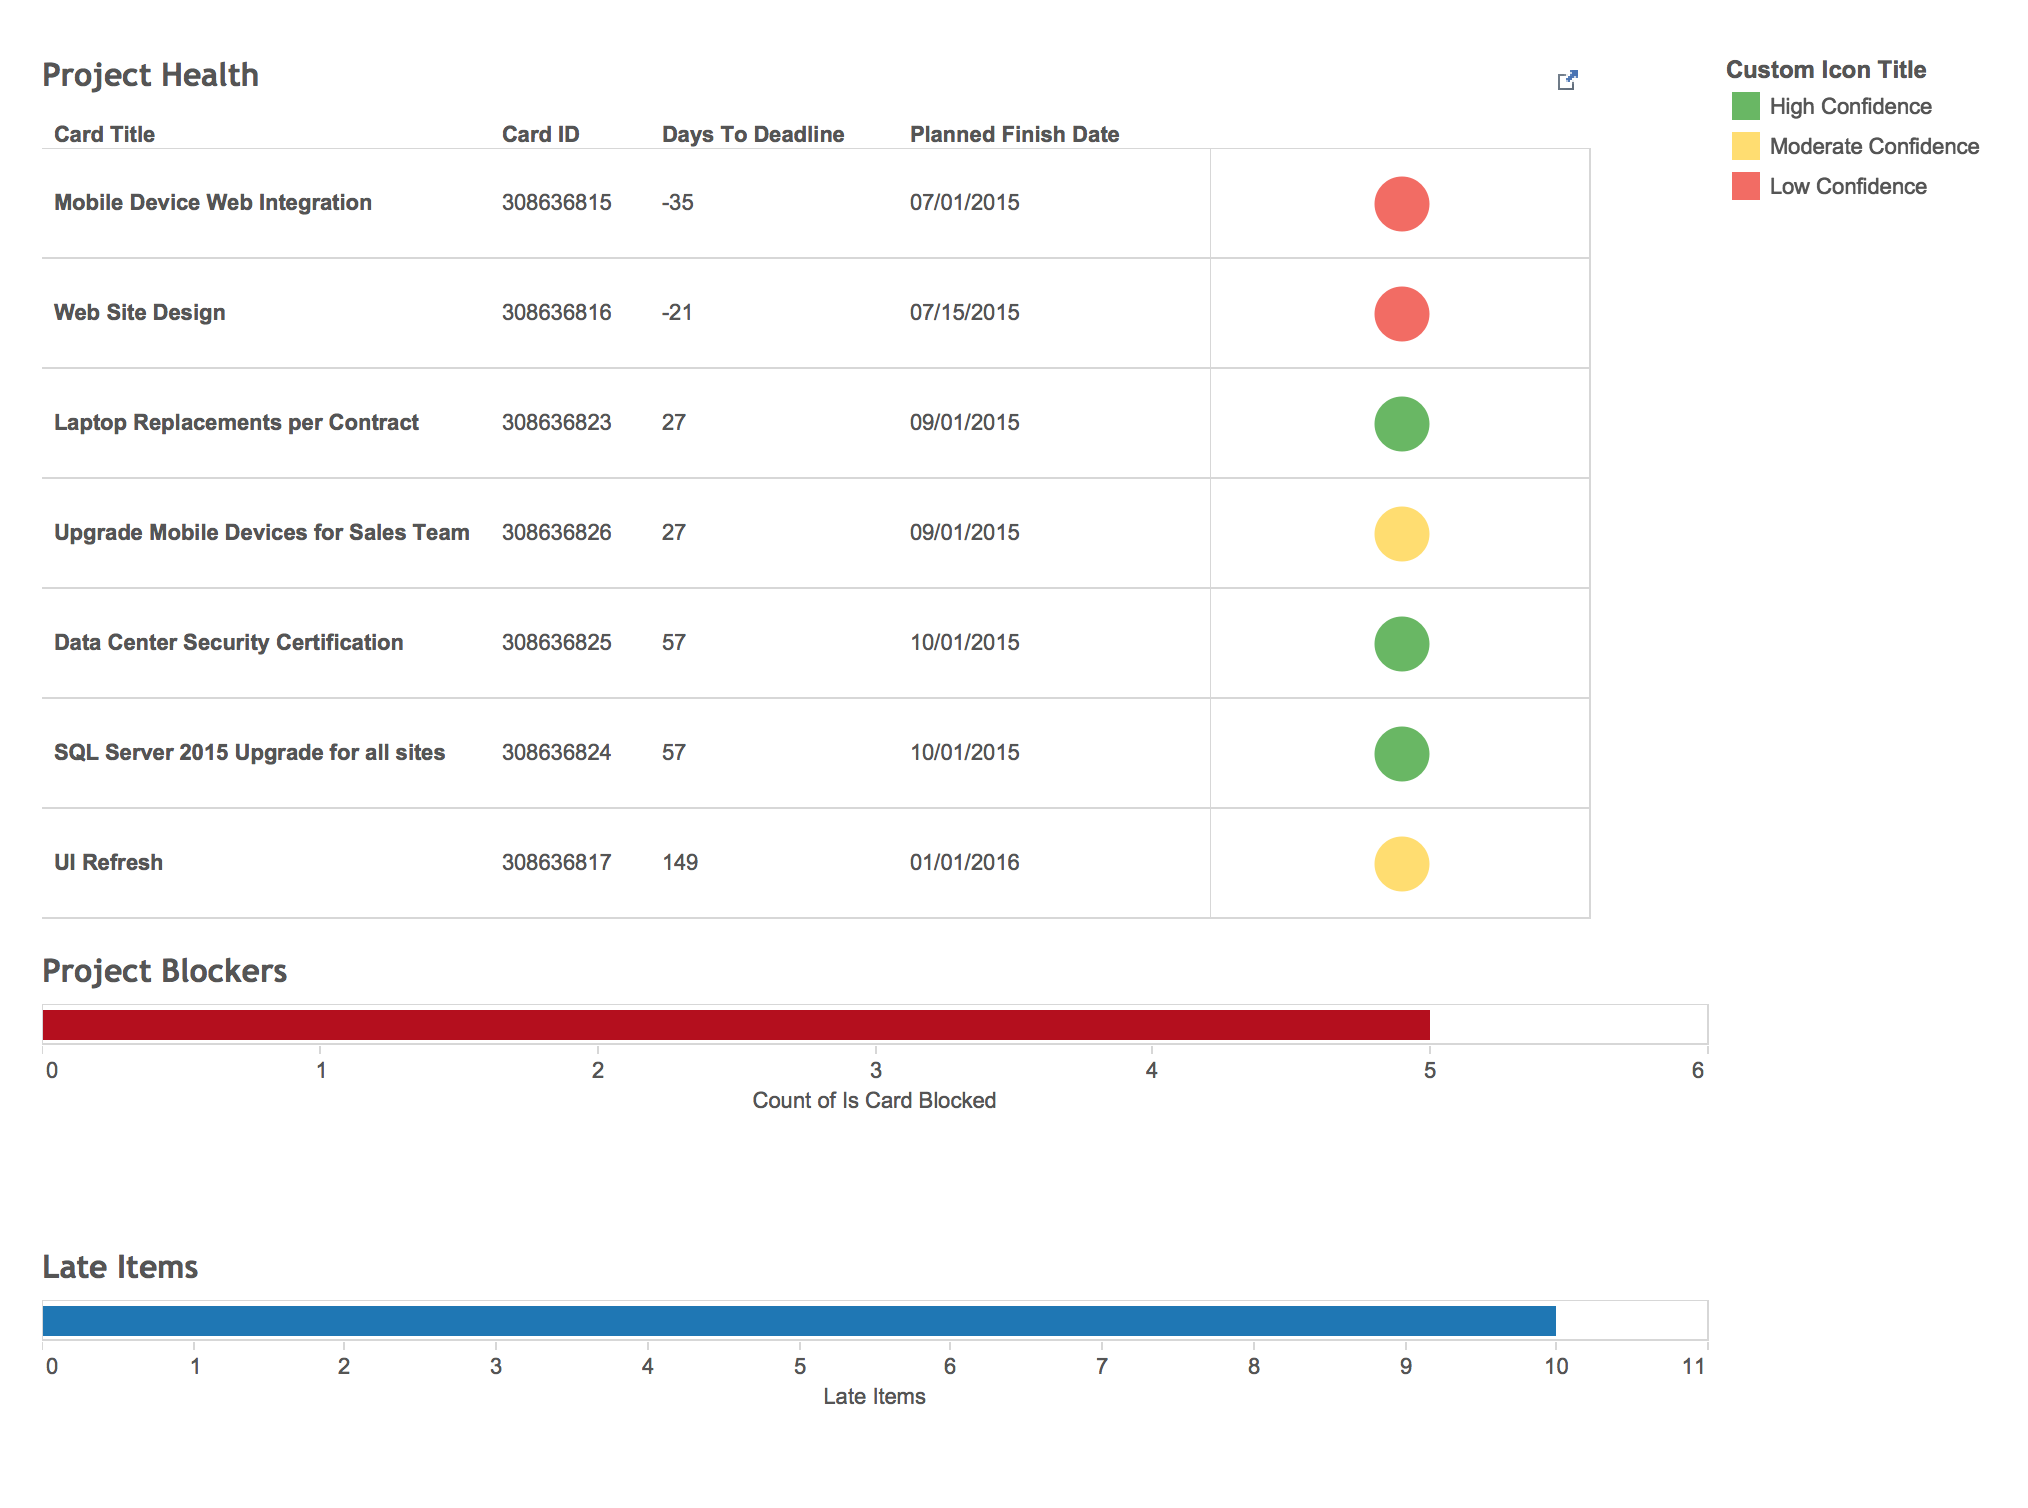 Project Health
Custom Icon Title
High Confidence
Moderate Confidence
Low Confidence
Card Title Card ID Days To Deadline Planned Finish Date
Mobile Device Web Integration 308636815 -35 07/01/2015
Web Site Design 308636816 -21 07/15/2015
Laptop Replacements per Contract 308636823 27 09/01/2015
Upgrade Mobile Devices for Sales Team 308636826 27 09/01/2015
Data Center Security Certification 308636825 57 10/01/2015
SQL Server 2015 Upgrade for all sites 308636824 57 10/01/2015
UI Refresh 308636817 149 01/01/2016
Project Blockers
0 1 2 3 4 5 6
Count of Is Card Blocked
Late Items
0 1 2 3 4 5 6 7 8 9 10 11
Late Items